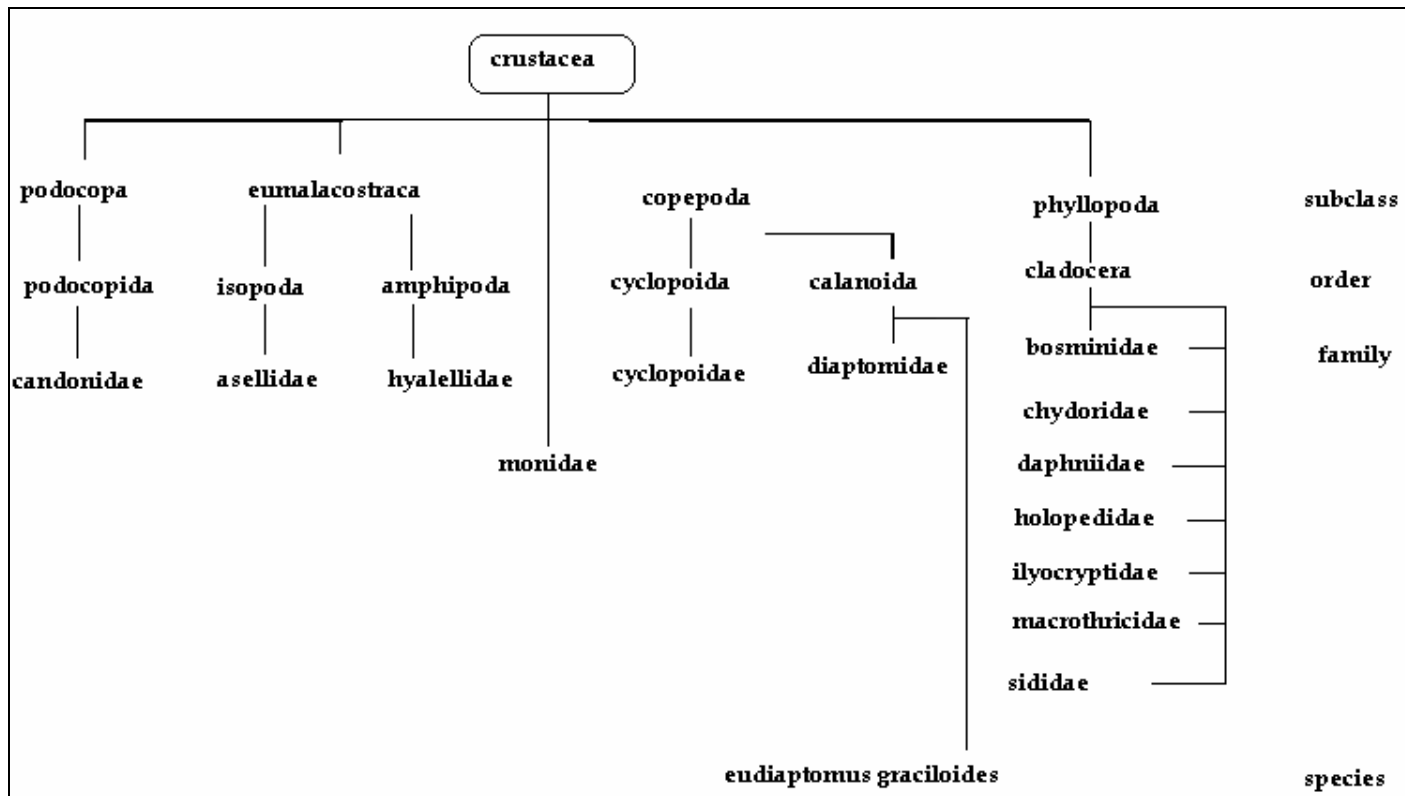 crustacea
podocopa eumalacostraca copepoda phyllopoda subclass
podocopida isopoda amphipoda cyclopoida calanoida cladocera order
candonidae asellidae hyalellidae cyclopoidae diaptomidae bosminidae family
chydoridae
monidae daphniidae
holopedidae
ilyocryptidae
macrothricidae
sididae
eudiaptomus graciloides species